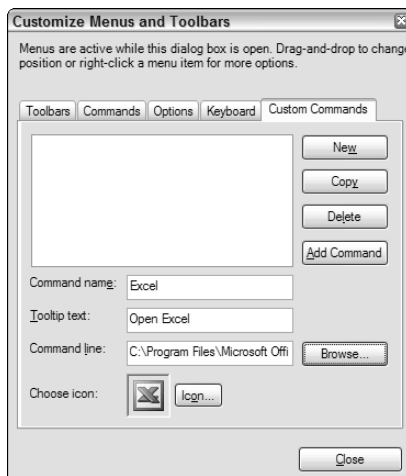 Customize Menus and Toolbars
Menus are active while this dialog box is open. Drag-and-drop to change
position or right-click a menu item for more options.
Toolbars Commands Options Keyboard Custom Commands
New
Copy
Delete
Add Command
Command name: Excel
Tooltip text: Open Excel
Command line: C:\Program Files\Microsoft Offi Browse...
Choose icon: Icon...
Close